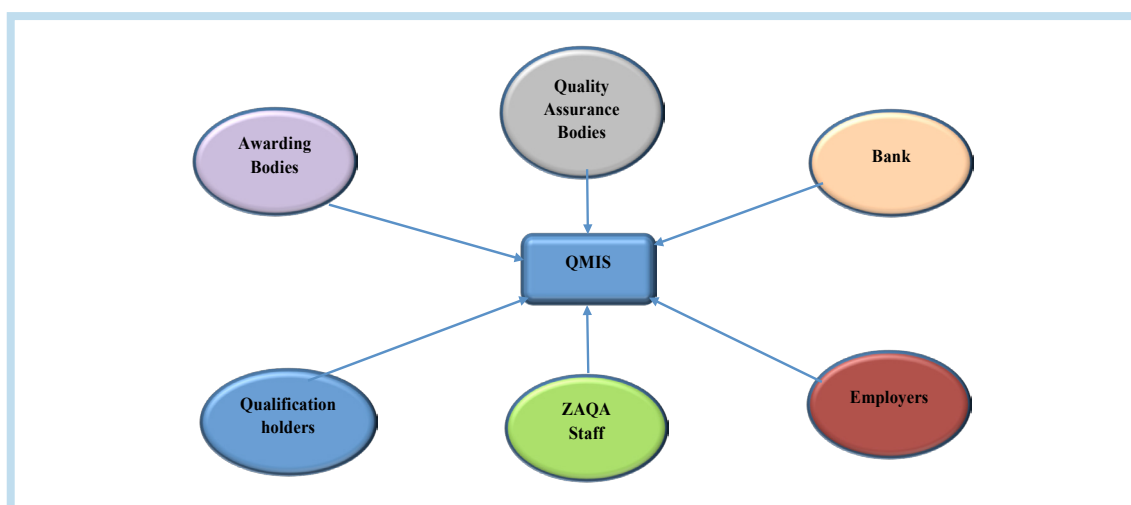 Quality
Assurance
Bodies
Awarding
Bodies
Bank
QMIS
Qualification
holders
ZAQA
Staff
Employers